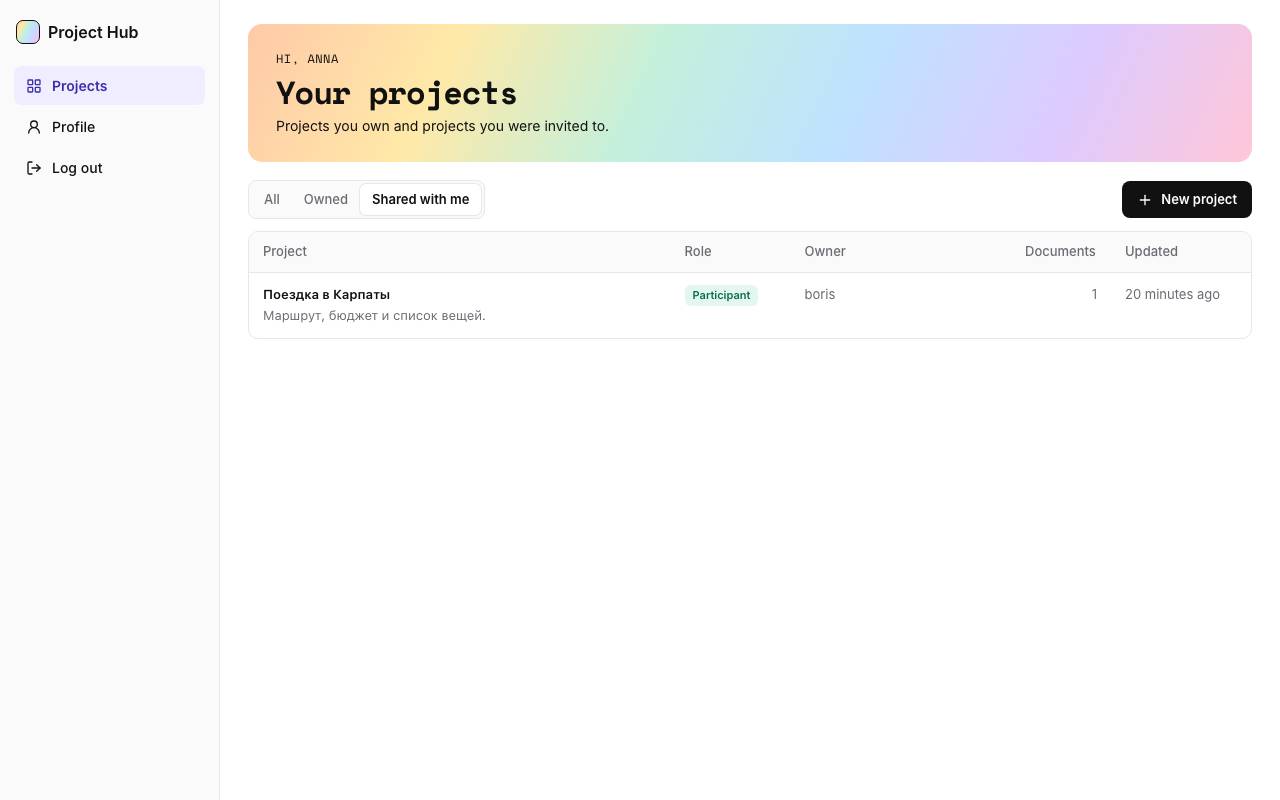 Project Hub
Projects
Profile
Log out
HI, ANNA
Your projects
Projects you own and projects you were invited to.
All Owned Shared with me
New project
Project Role Owner Documents Updated
Поездка в Карпаты Participant boris 1 20 minutes ago
Маршрут, бюджет и список вещей.